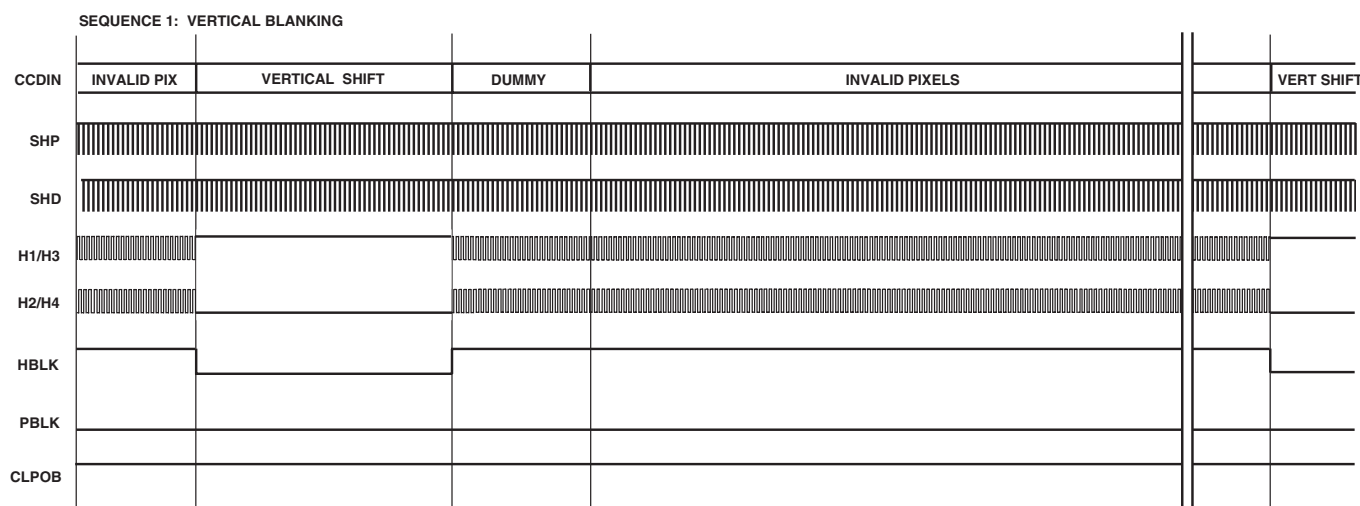 SEQUENCE 1: VERTICAL BLANKING
CCDIN INVALID PIX VERTICAL SHIFT DUMMY INVALID PIXELS VERT SHIFT
SHP
SHD
H1/H3
H2/H4
HBLK
PBLK
CLPOB